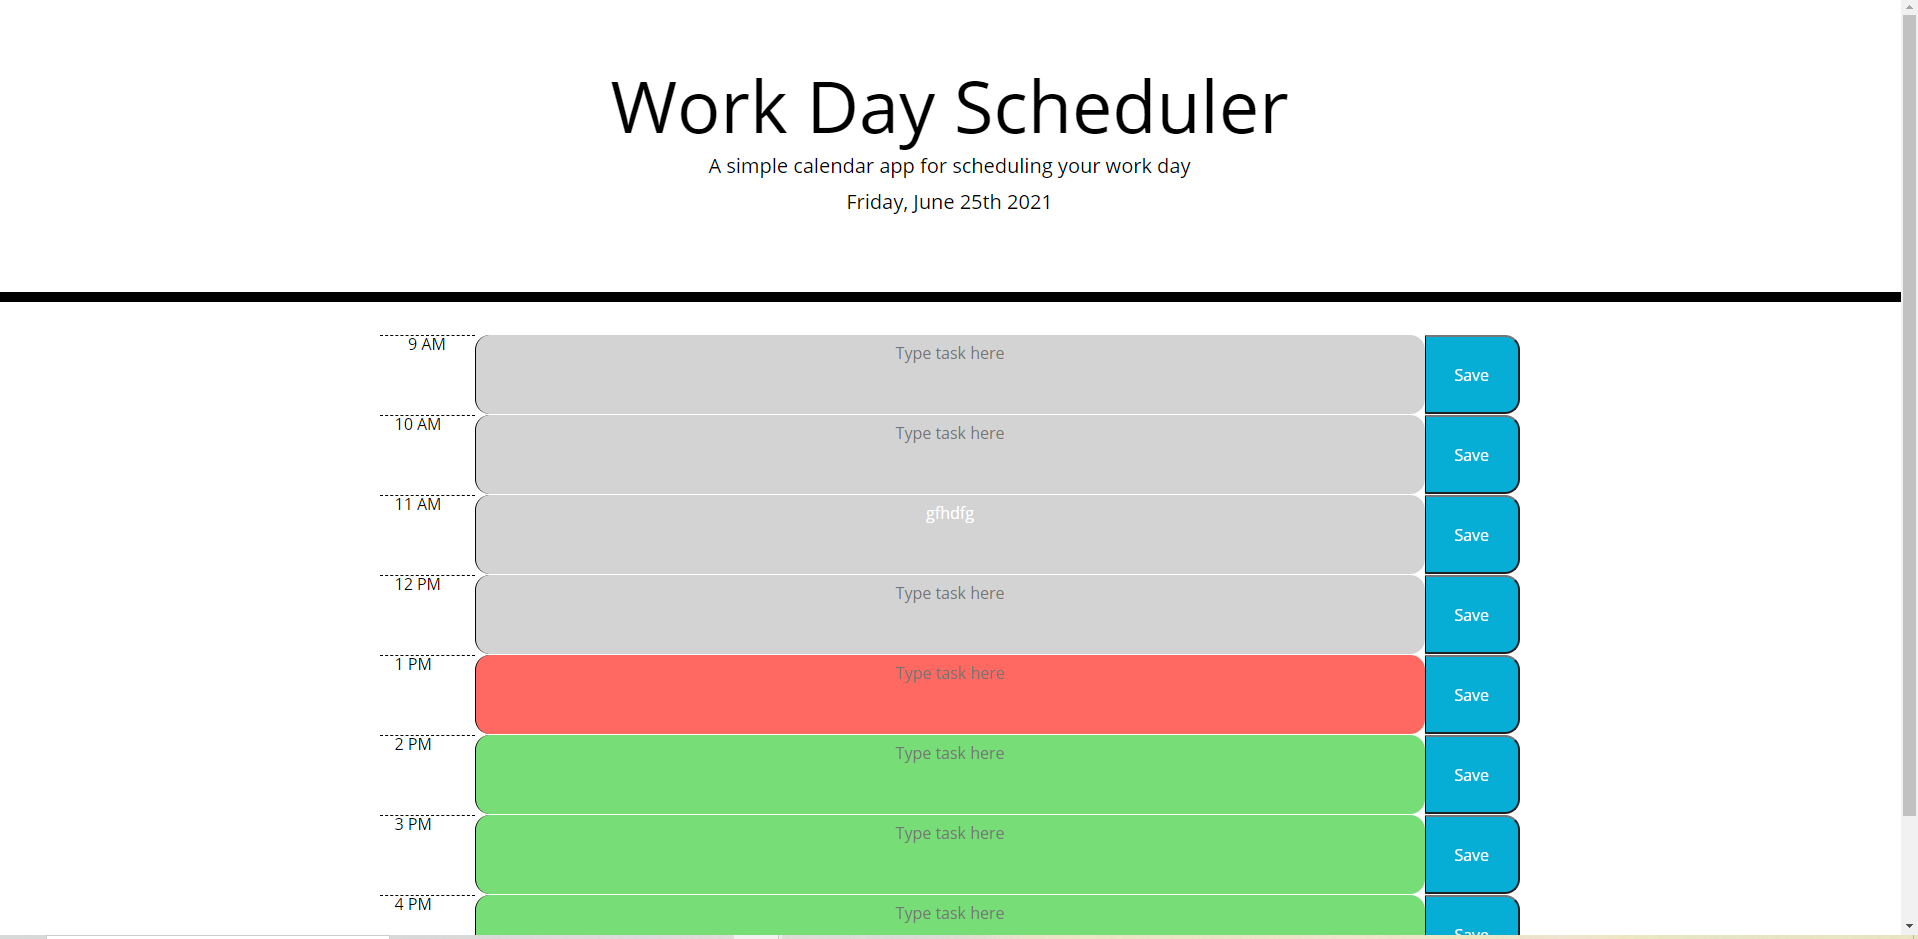 Work Day Scheduler
A simple calendar app for scheduling your work day
Friday, June 25th 2021
9 AM Type task here Save
10 AM Type task here Save
11 AM gfhdfg Save
12 PM Type task here Save
1 PM Type task here Save
2 PM Type task here Save
3 PM Type task here Save
4 PM Type task here Save